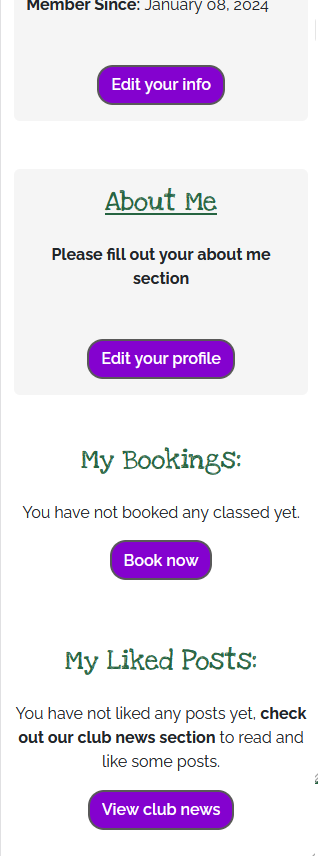 Member Since: January 08, 2024
Edit your info
About Me
Please fill out your about me
section
Edit your profile
My Bookings:
You have not booked any classed yet.
Book now
My Liked Posts:
You have not liked any posts yet, check
out our club news section to read and
like some posts.
View club news